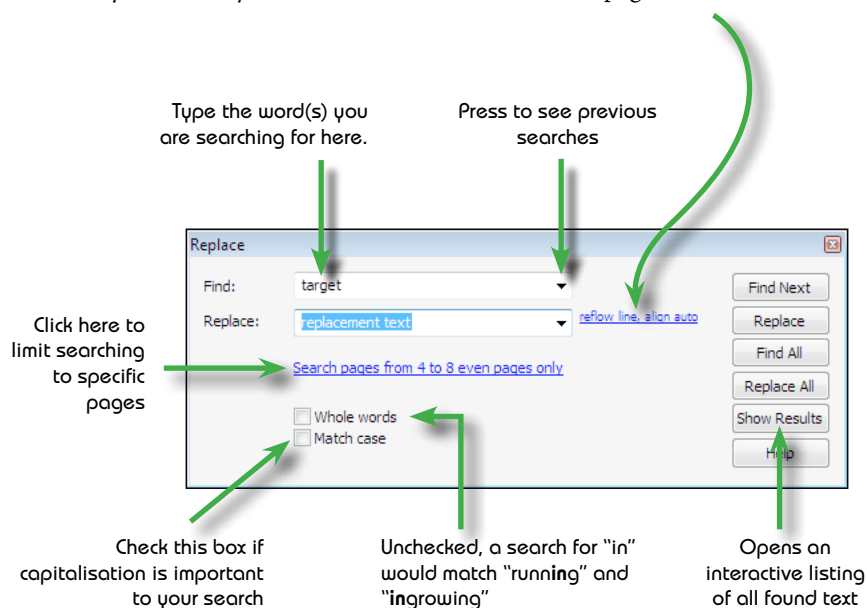 Type the word(s) you
are searching for here.
Press to see previous
searches
Replace
Find:
target
Replace:
replacement text
reflow line, align auto
Search pages from 4 to 8 even pages only
Whole words
Match case
Find Next
Replace
Find All
Replace All
Show Results
Help
Click here to
limit searching
to specific
pages
Check this box if
capitalisation is important
to your search
Unchecked, a search for “in”
would match “running” and
“ingrowing”
Opens an
interactive listing
of all found text